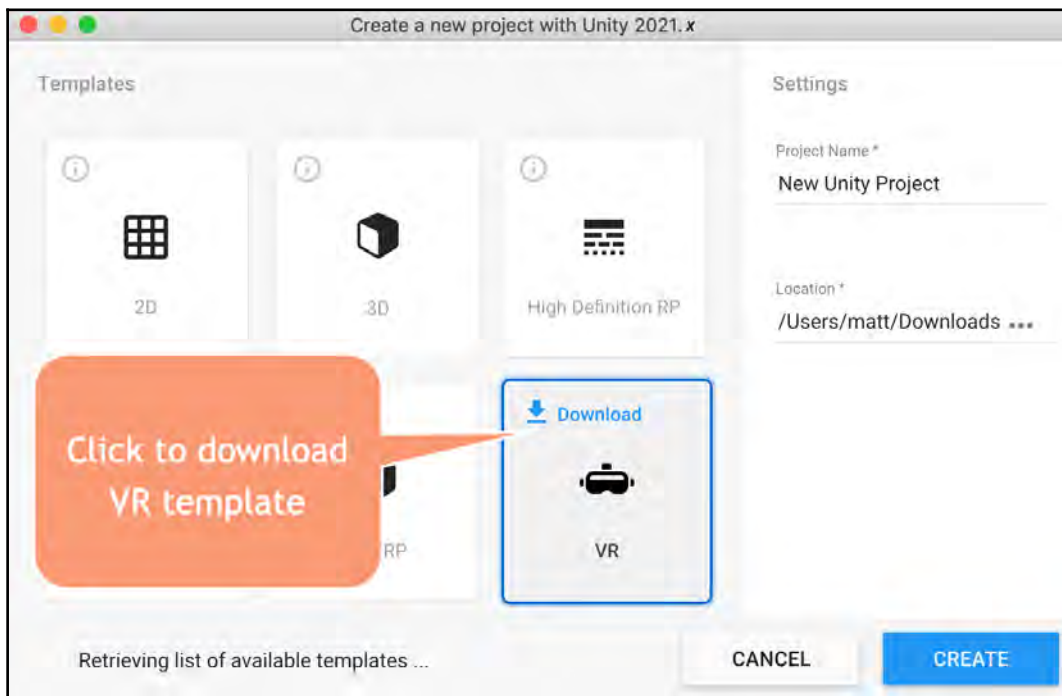 Create a new project with Unity 2021.x
Templates
Settings
2D
3D
High Definition RP
Project Name *
New Unity Project
Location *
/Users/matt/Downloads ...
Click to download
VR template
RP
Download
VR
Retrieving list of available templates ...
CANCEL
CREATE